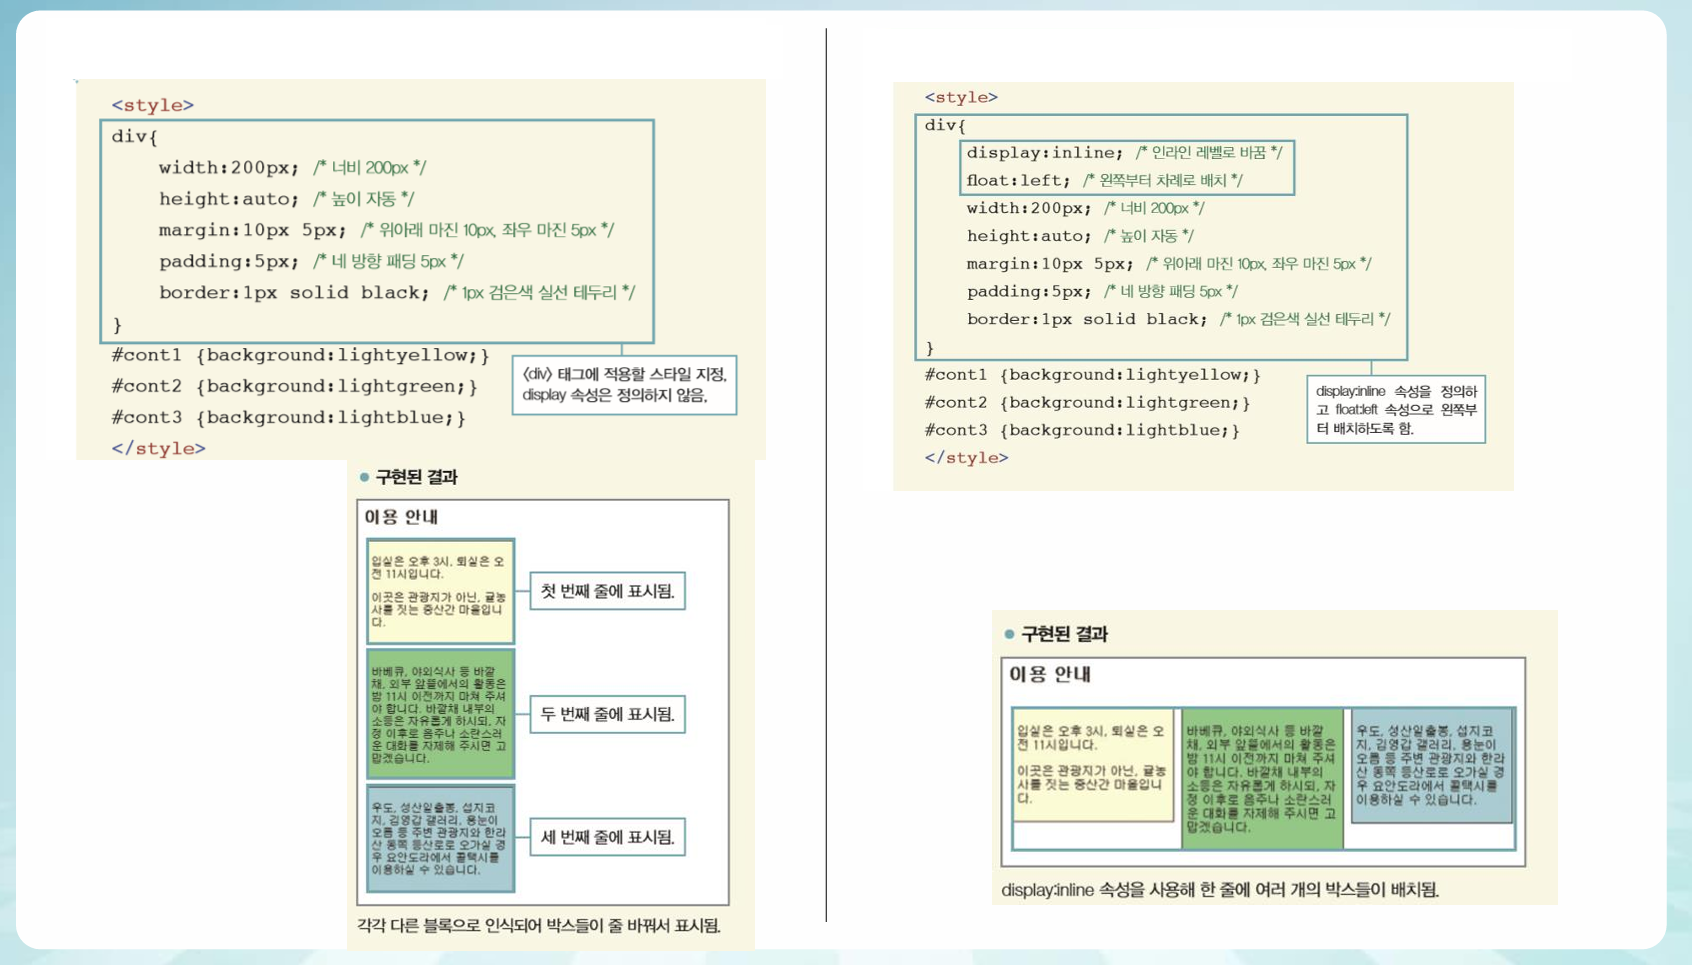 <style>
div{
width:200px; /* 너비 200px */
height:auto; /* 높이 자동 */
margin:10px 5px; /* 위아래 마진 10px, 좌우 마진 5px */
padding:5px; /* 네 방향 패딩 5px */
border:1px solid black; /* 1px 검은색 실선 테두리 */
}
#cont1 {background:lightyellow;}
#cont2 {background:lightgreen;}
#cont3 {background:lightblue;}
</style>
〈div〉 태그에 적용할 스타일 지정.
display 속성은 정의하지 않음.
구현된 결과
이용 안내
입실은 오후 3시, 퇴실은 오
전 11시입니다.
이곳은 관광지가 아닌, 귤농
사를 짓는 중산간 마을입니
다.
첫 번째 줄에 표시됨.
바베큐, 야외식사 등 바깥
채, 외부 앞뜰에서의 활동은
밤 11시 이전까지 마쳐 주셔
야 합니다. 바깥채 내부의
소등은 자유롭게 하시되, 자
정 이후로 음주나 소란스러
운 대화를 자제해 주시면 고
맙겠습니다.
두 번째 줄에 표시됨.
우도, 성산일출봉, 섭지코
지, 김영갑 갤러리, 용눈이
오름 등 주변 관광지와 한라
산 동쪽 등산로로 오가실 경
우 요안도라에서 콜택시를
이용하실 수 있습니다.
세 번째 줄에 표시됨.
각각 다른 블록으로 인식되어 박스들이 줄 바꿔서 표시됨.
<style>
div{
display:inline; /* 인라인 레벨로 바꿈 */
float:left; /* 왼쪽부터 차례로 배치 */
width:200px; /* 너비 200px */
height:auto; /* 높이 자동 */
margin:10px 5px; /* 위아래 마진 10px, 좌우 마진 5px */
padding:5px; /* 네 방향 패딩 5px */
border:1px solid black; /* 1px 검은색 실선 테두리 */
}
#cont1 {background:lightyellow;}
#cont2 {background:lightgreen;}
#cont3 {background:lightblue;}
</style>
display:inline 속성을 정의하
고 float:left 속성으로 왼쪽부
터 배치하도록 함.
구현된 결과
이용 안내
입실은 오후 3시, 퇴실은 오
전 11시입니다.
이곳은 관광지가 아닌, 귤농
사를 짓는 중산간 마을입니
다.
바베큐, 야외식사 등 바깥
채, 외부 앞뜰에서의 활동은
밤 11시 이전까지 마쳐 주셔
야 합니다. 바깥채 내부의
소등은 자유롭게 하시되, 자
정 이후로 음주나 소란스러
운 대화를 자제해 주시면 고
맙겠습니다.
우도, 성산일출봉, 섭지코
지, 김영갑 갤러리, 용눈이
오름 등 주변 관광지와 한라
산 동쪽 등산로로 오가실 경
우 요안도라에서 콜택시를
이용하실 수 있습니다.
display:inline 속성을 사용해 한 줄에 여러 개의 박스들이 배치됨.